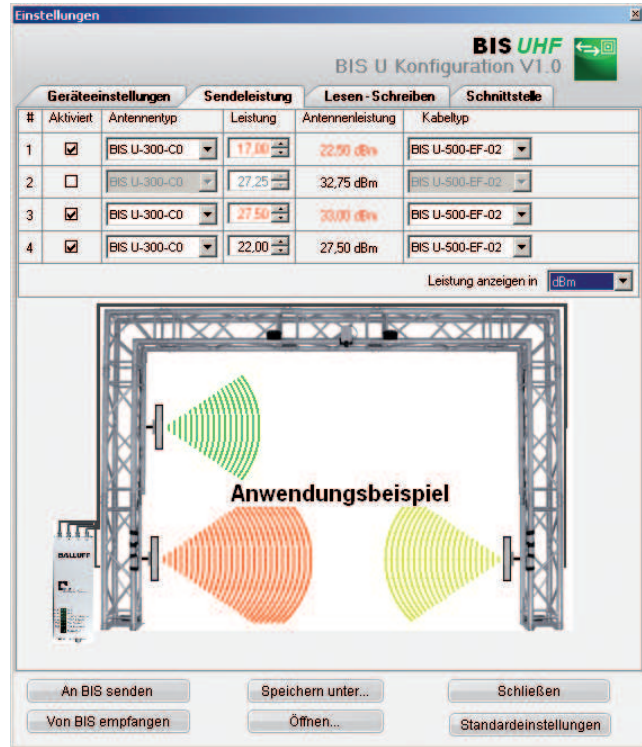 Einstellungen
BIS UHF
BIS U Konfiguration V1.0
Geräteeinstellungen Sendeleistung Lesen-Schreiben Schnittstelle
# Aktiviert Antennentyp Leistung Antennenleistung Kabeltyp
1 BIS U-300-C0 17,00 22,50 dBm BIS U-500-EF-02
2 BIS U-300-C0 27,25 32,75 dBm BIS U-500-EF-02
3 BIS U-300-C0 27,50 33,00 dBm BIS U-500-EF-02
4 BIS U-300-C0 22,00 27,50 dBm BIS U-500-EF-02
Leistung anzeigen in dBm
Anwendungsbeispiel
BALLUFF
An BIS senden Speichern unter... Schließen
Von BIS empfangen Öffnen... Standardeinstellungen